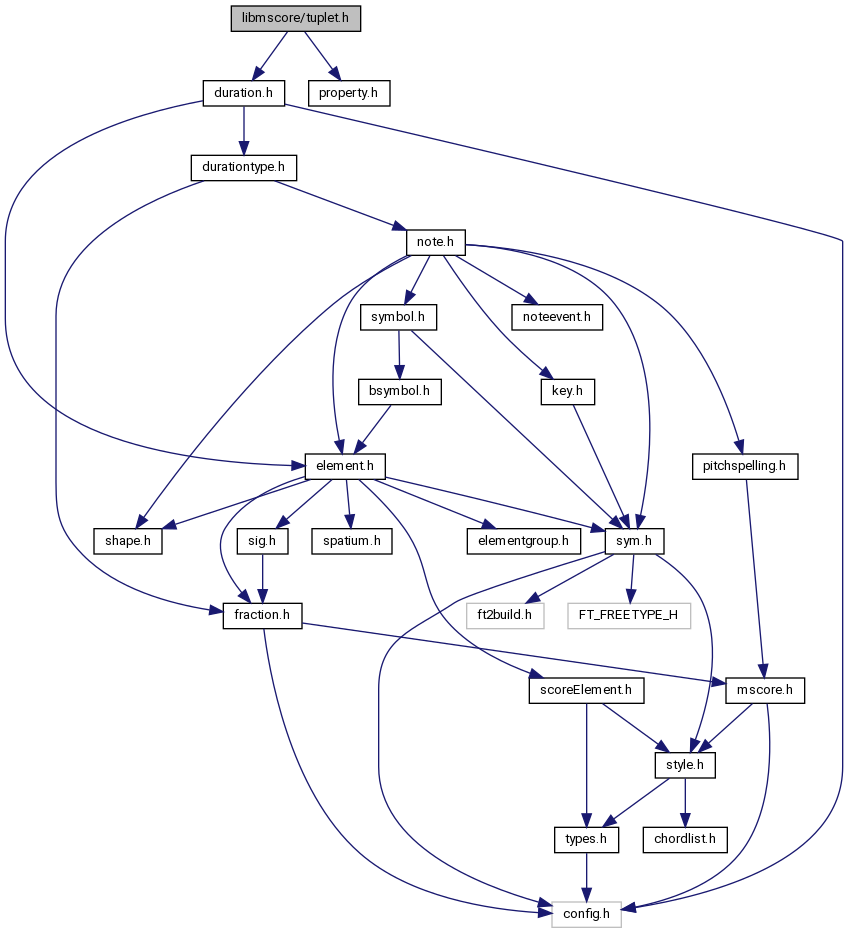 libmscore/tuplet.h
duration.h
property.h
durationtype.h
note.h
symbol.h
noteevent.h
bsymbol.h
key.h
element.h
pitchspelling.h
shape.h
sig.h
spatium.h
elementgroup.h
sym.h
fraction.h
ft2build.h
FT_FREETYPE_H
scoreElement.h
mscore.h
style.h
types.h
chordlist.h
config.h